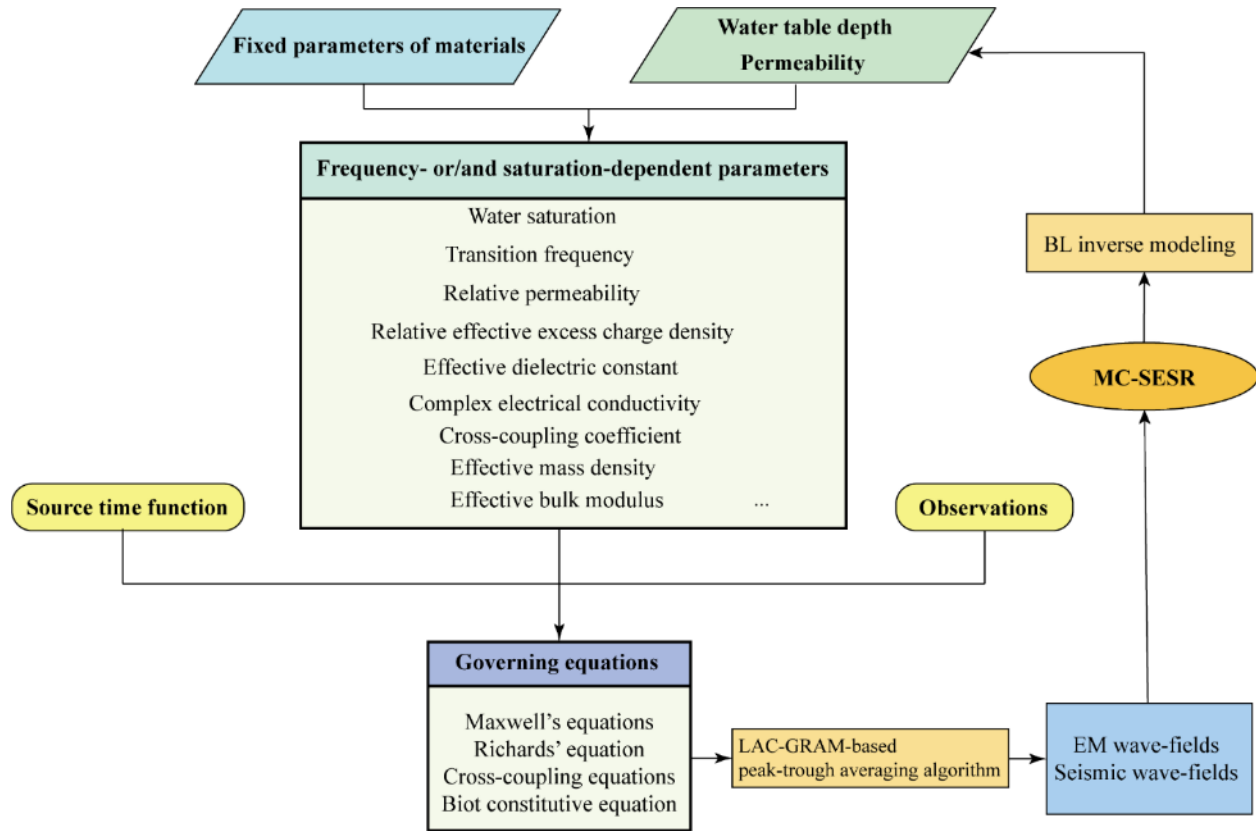 Fixed parameters of materials
Water table depth
Permeability
Frequency- or/and saturation-dependent parameters
Water saturation
Transition frequency
Relative permeability
Relative effective excess charge density
Effective dielectric constant
Complex electrical conductivity
Cross-coupling coefficient
Effective mass density
Effective bulk modulus ...
BL inverse modeling
MC-SESR
Source time function
Observations
Governing equations
Maxwell's equations
Richards' equation
Cross-coupling equations
Biot constitutive equation
LAC-GRAM-based
peak-trough averaging algorithm
EM wave-fields
Seismic wave-fields